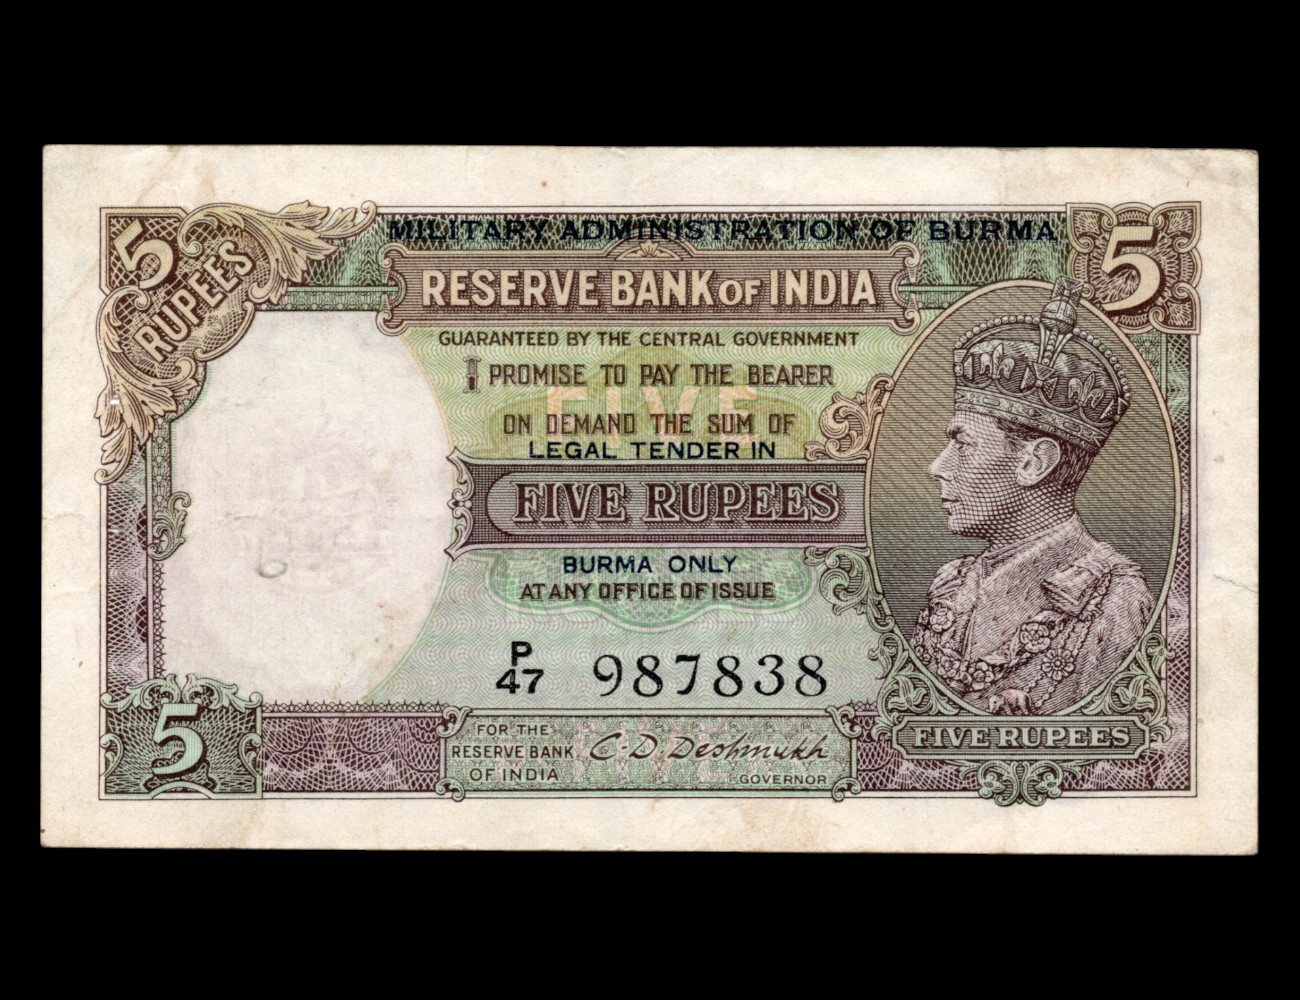 5
RUPEES
MILITARY ADMINISTRATION OF BURMA
5
RESERVE BANK OF INDIA
GUARANTEED BY THE CENTRAL GOVERNMENT
I PROMISE TO PAY THE BEARER
FIVE
ON DEMAND THE SUM OF
LEGAL TENDER IN
FIVE RUPEES
BURMA ONLY
AT ANY OFFICE OF ISSUE
P
47 987838
5
FOR THE
RESERVE BANK
OF INDIA
C. D. Deshmukh
GOVERNOR
FIVE RUPEES